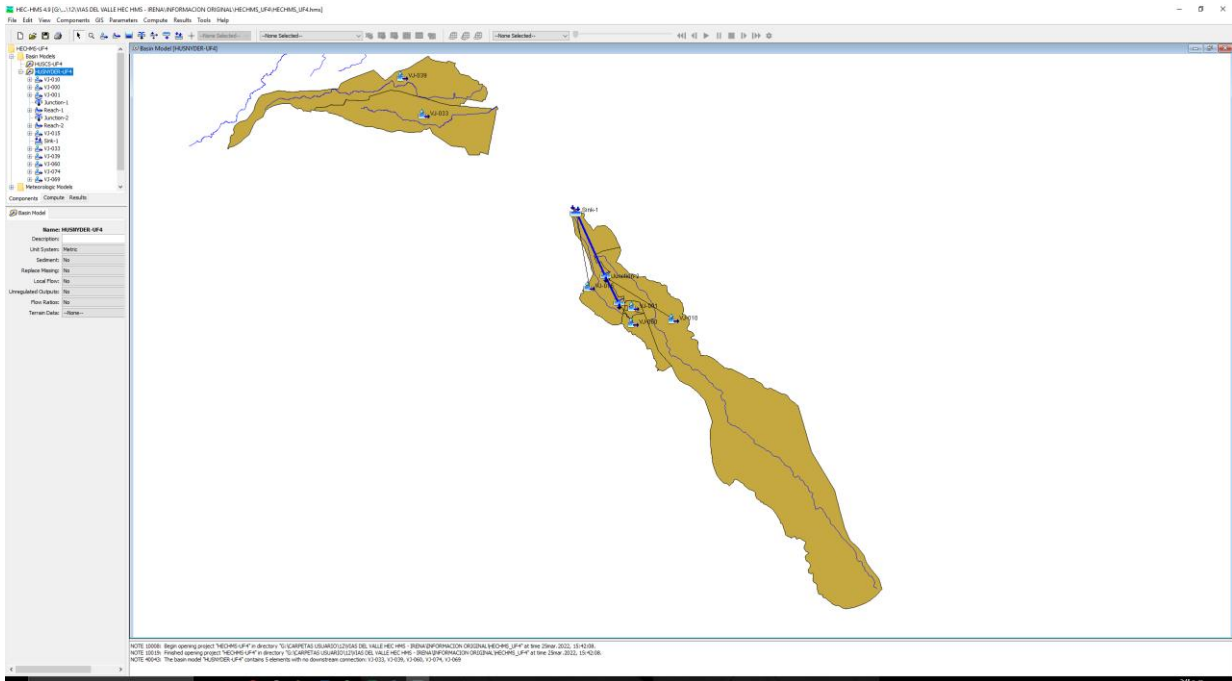 HEC-HMS 4.9 [G:\...\12\VIAS DEL VALLE HEC HMS - IRENA\INFORMACION ORIGINAL\HECHMS_UF4\HECHMS_UF4.hms]
File Edit View Components GIS Parameters Compute Results Tools Help
--None Selected-- --None Selected-- --None Selected--
HECHMS-UF4
Basin Models
HUSCS-UF4
HUSNYDER-UF4
VJ-010
VJ-000
VJ-001
Junction-1
Reach-1
Junction-2
Reach-2
VJ-015
Sink-1
VJ-033
VJ-039
VJ-060
VJ-074
VJ-069
Meteorologic Models
Components Compute Results
Basin Model
Name: HUSNYDER-UF4
Description:
Unit System: Metric
Sediment: No
Replace Missing: No
Local Flow: No
Unregulated Outputs: No
Flow Ratios: No
Terrain Data: --None--
Basin Model [HUSNYDER-UF4]
VJ-039
VJ-033
Sink-1
VJ-010
NOTE 10008: Begin opening project "HECHMS-UF4" in directory "G:\CARPETAS USUARIO\12\VIAS DEL VALLE HEC HMS - IRENA\INFORMACION ORIGINAL\HECHMS_UF4" at time 25mar. 2022, 15:42:08.
NOTE 10019: Finished opening project "HECHMS-UF4" in directory "G:\CARPETAS USUARIO\12\VIAS DEL VALLE HEC HMS - IRENA\INFORMACION ORIGINAL\HECHMS_UF4" at time 25mar. 2022, 15:42:08.
NOTE 40043: The basin model "HUSNYDER-UF4" contains 5 elements with no downstream connection: VJ-033, VJ-039, VJ-060, VJ-074, VJ-069